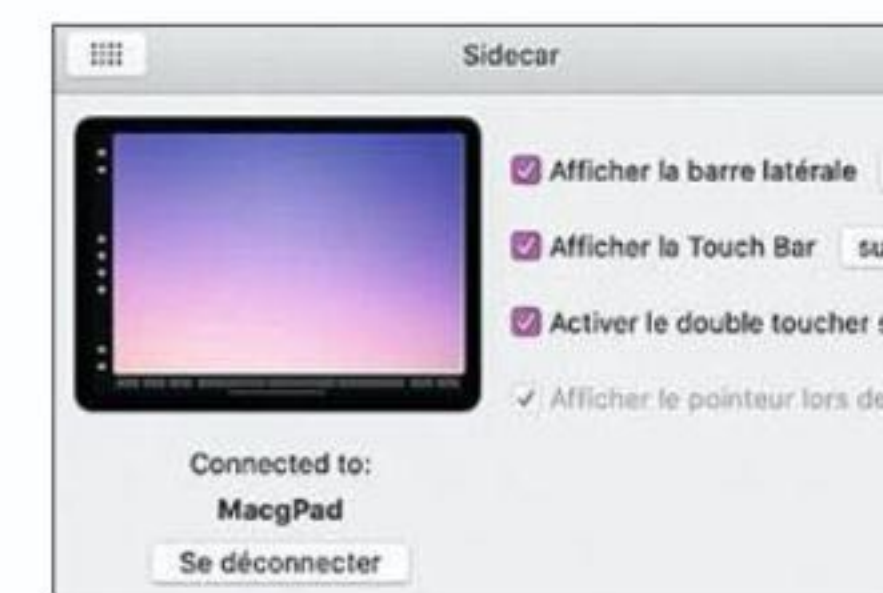 Sidecar
Afficher la barre latérale
Afficher la Touch Bar su
Activer le double toucher s
Afficher le pointeur lors de
Connected to:
MacgPad
Se déconnecter